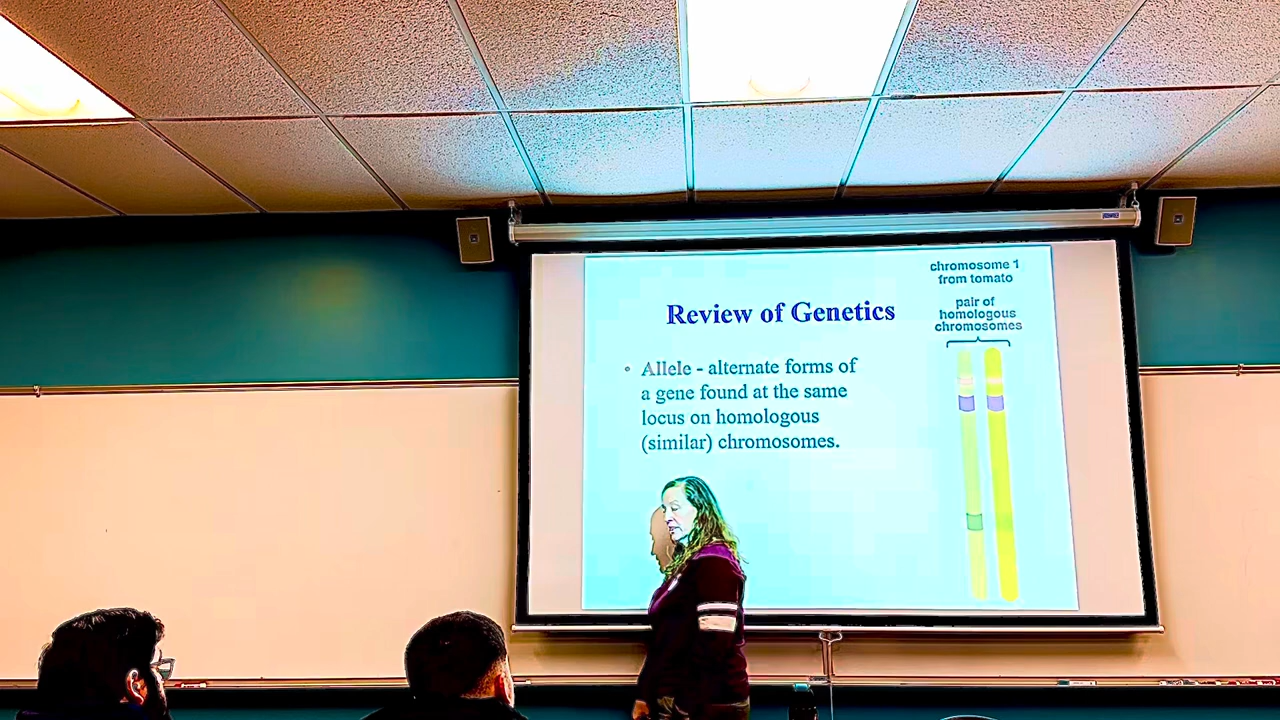 chromosome 1
from tomato
pair of
homologous
chromosomes
Review of Genetics
• Allele - alternate forms of
a gene found at the same
locus on homologous
(similar) chromosomes.